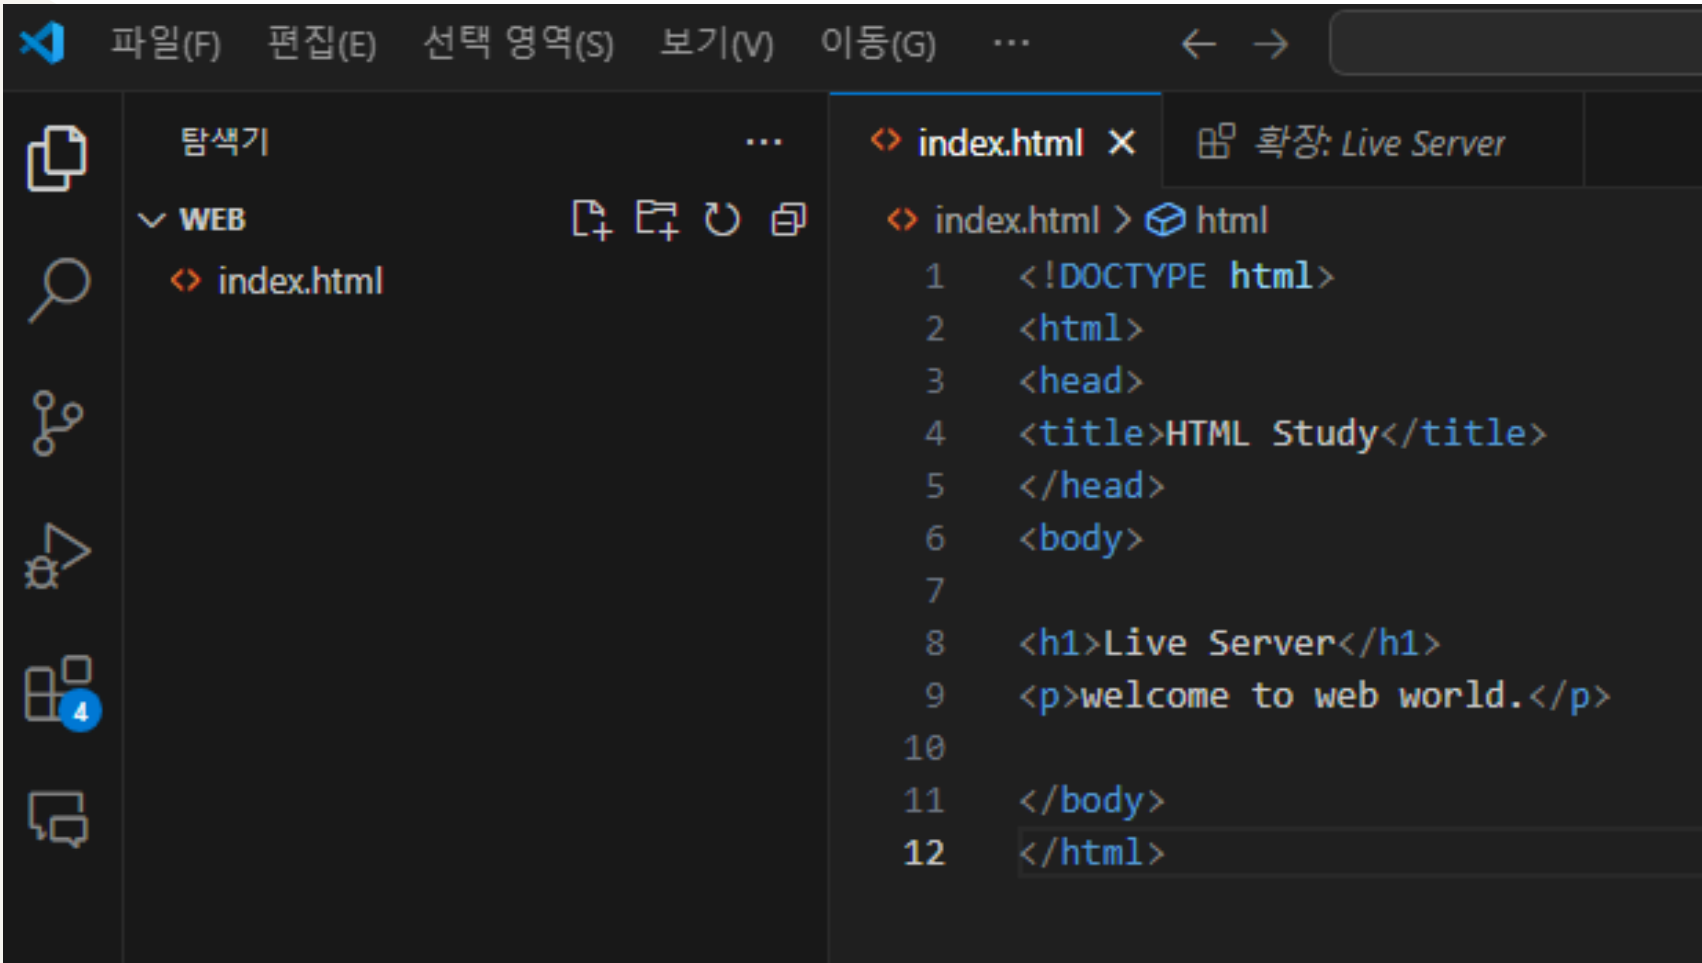 파일(F) 편집(E) 선택 영역(S) 보기(V) 이동(G) ···
탐색기 ···
WEB
index.html
4
index.html 확장: Live Server
index.html > html
1 <!DOCTYPE html>
2 <html>
3 <head>
4 <title>HTML Study</title>
5 </head>
6 <body>
7
8 <h1>Live Server</h1>
9 <p>welcome to web world.</p>
10
11 </body>
12 </html>